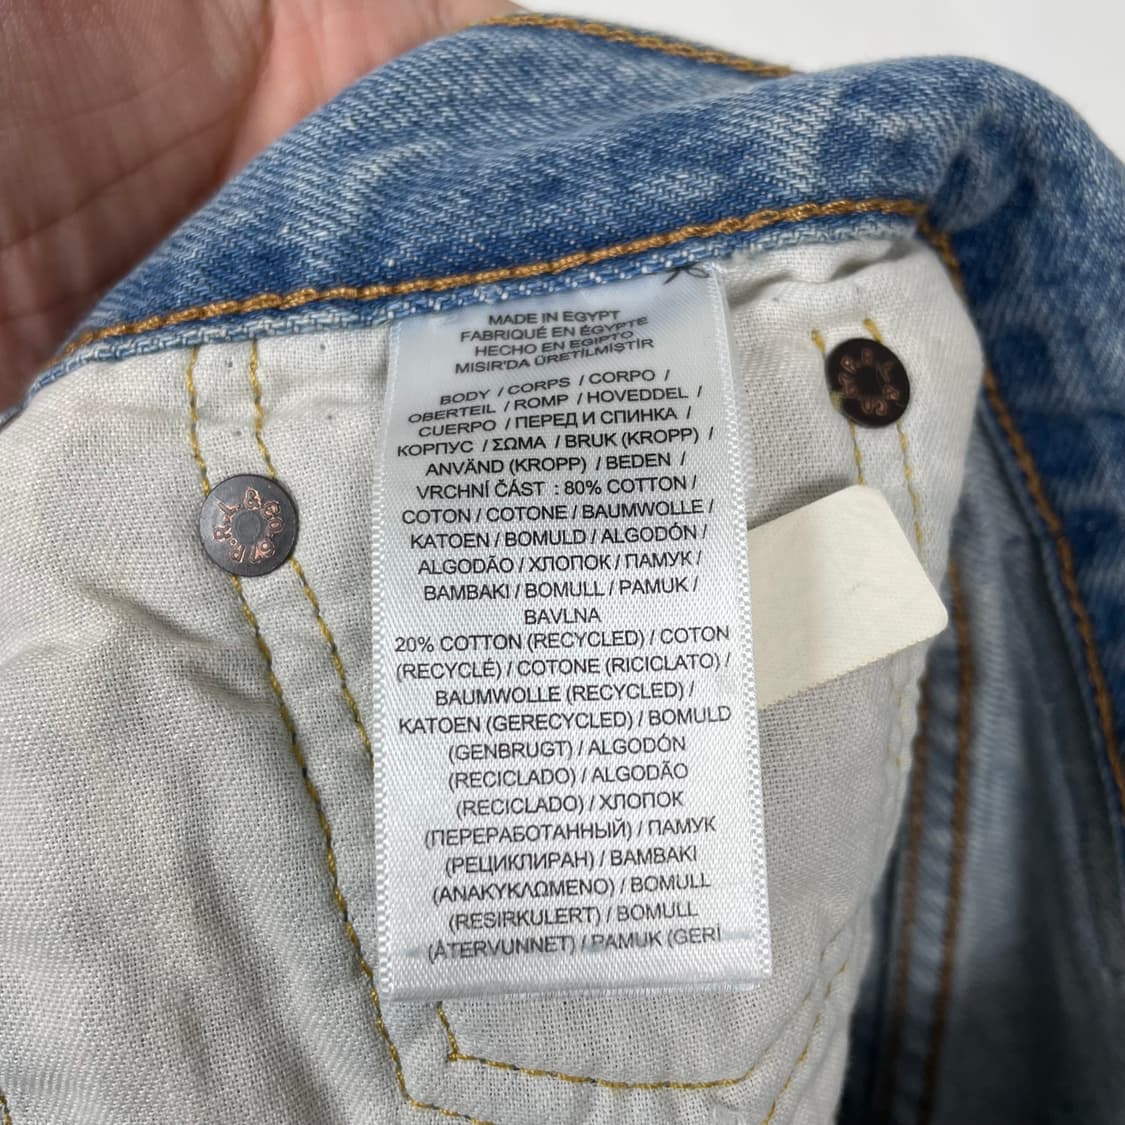 MADE IN EGYPT
FABRIQUÉ EN ÉGYPTE
HECHO EN EGIPTO
MISIR'DA ÜRETİLMİŞTİR
BODY / CORPS / CORPO /
OBERTEIL / ROMP / HOVEDDEL /
CUERPO / ПЕРЕД И СПИНКА /
КОРПУС / ΣΩΜΑ / BRUK (KROPP) /
ANVÄND (KROPP) / BEDEN /
VRCHNÍ ČÁST : 80% COTTON /
COTON / COTONE / BAUMWOLLE /
KATOEN / BOMULD / ALGODÓN /
ALGODÃO / ХЛОПОК / ПАМУК /
BAMBAKI / BOMULL / PAMUK /
BAVLNA
20% COTTON (RECYCLED) / COTON
(RECYCLÉ) / COTONE (RICICLATO) /
BAUMWOLLE (RECYCLED) /
KATOEN (GERECYCLED) / BOMULD
(GENBRUGT) / ALGODÓN
(RECICLADO) / ALGODÃO
(RECICLADO) / ХЛОПОК
(ПЕРЕРАБОТАННЫЙ) / ПАМУК
(РЕЦИКЛИРАН) / BAMBAKI
(ΑΝΑΚΥΚΛΩΜΕΝΟ) / BOMULL
(RESIRKULERT) / BOMULL
(ÅTERVUNNET) / PAMUK (GERİ